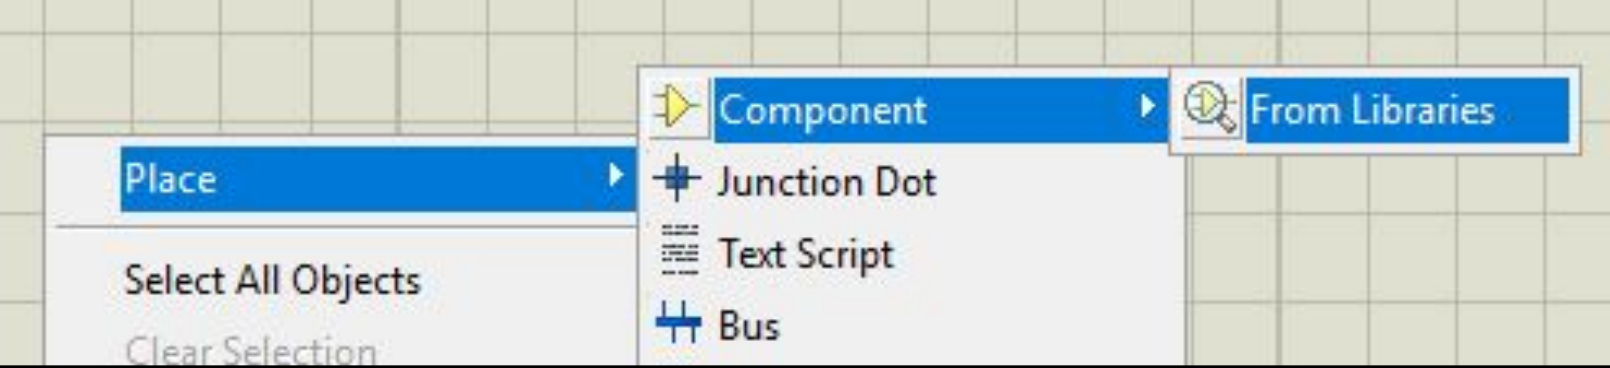 Component
From Libraries
Place
Junction Dot
Text Script
Select All Objects
Bus
Clear Selection